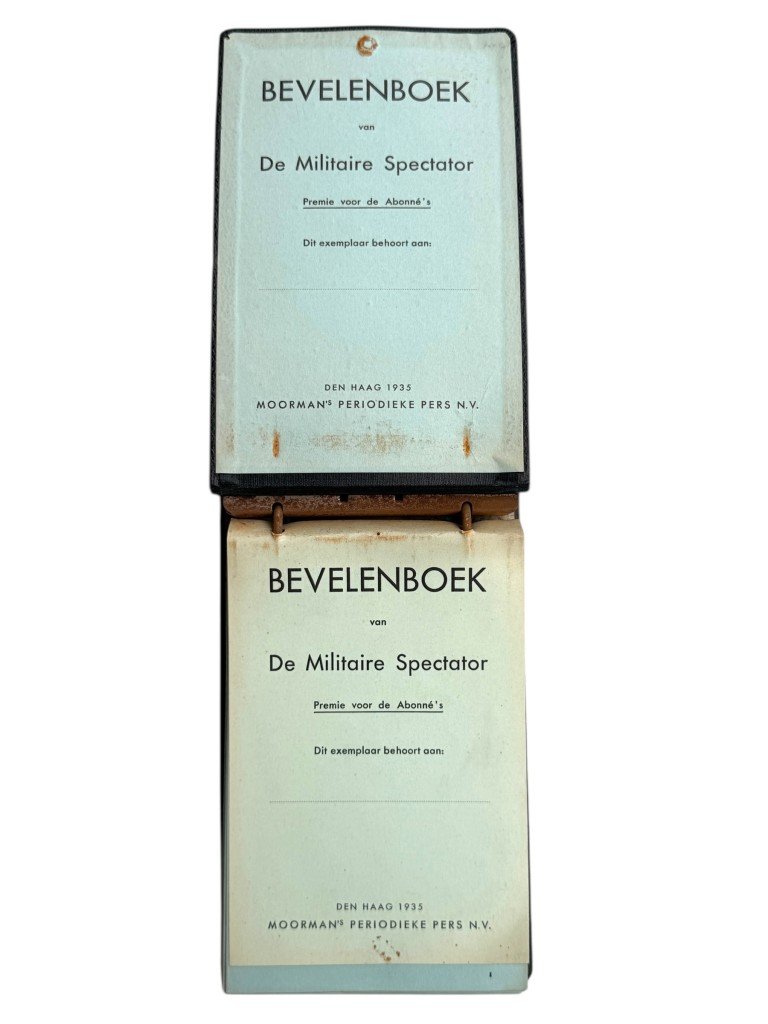 BEVELENBOEK
van
De Militaire Spectator
Premie voor de Abonné's
Dit exemplaar behoort aan:
DEN HAAG 1935
MOORMAN'S PERIODIEKE PERS N.V.
BEVELENBOEK
van
De Militaire Spectator
Premie voor de Abonné's
Dit exemplaar behoort aan:
DEN HAAG 1935
MOORMAN'S PERIODIEKE PERS N.V.